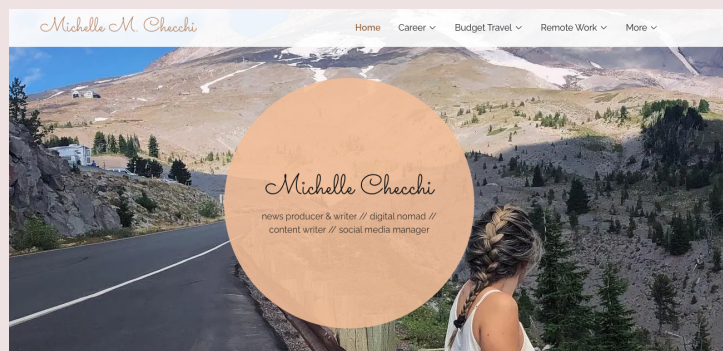 Michelle M. Checchi
Home Career Budget Travel Remote Work More
Michelle Checchi
news producer & writer // digital nomad //
content writer // social media manager